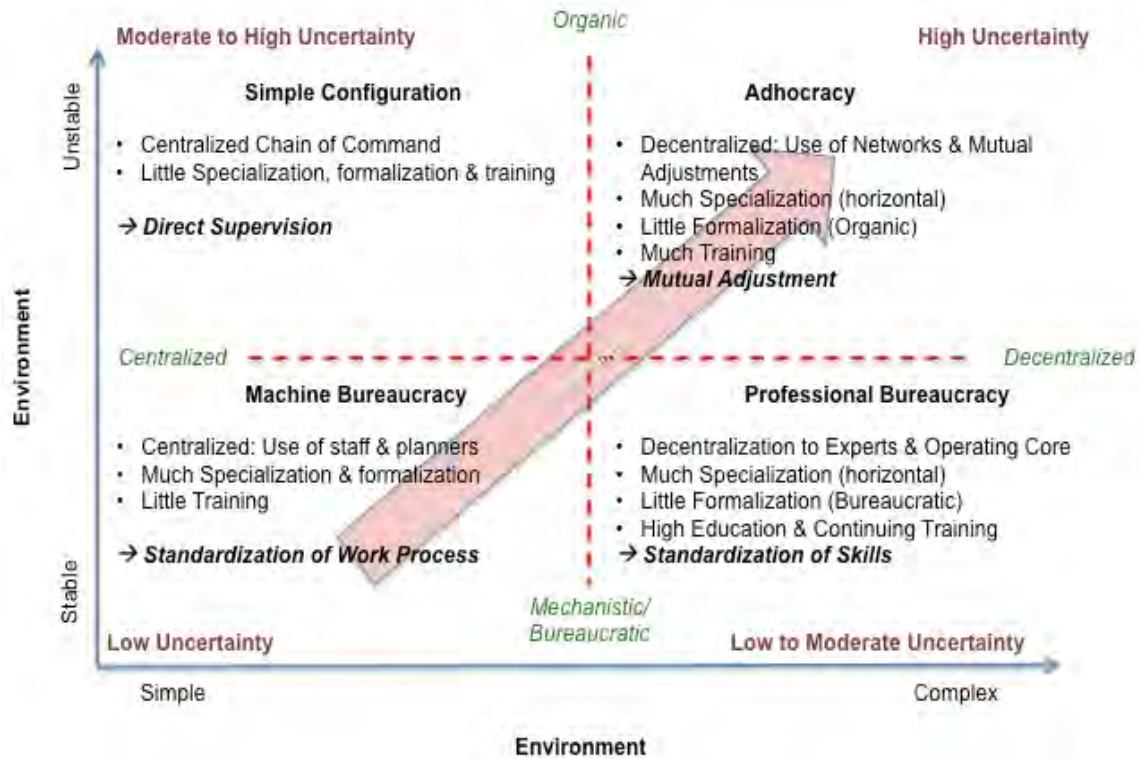 Organic
Moderate to High Uncertainty
High Uncertainty
Simple Configuration
• Centralized Chain of Command
• Little Specialization, formalization & training
→ Direct Supervision
Adhocracy
• Decentralized: Use of Networks & Mutual
Adjustments
• Much Specialization (horizontal)
• Little Formalization (Organic)
• Much Training
→ Mutual Adjustment
Unstable
Environment
Centralized
Decentralized
Machine Bureaucracy
• Centralized: Use of staff & planners
• Much Specialization & formalization
• Little Training
→ Standardization of Work Process
Professional Bureaucracy
• Decentralization to Experts & Operating Core
• Much Specialization (horizontal)
• Little Formalization (Bureaucratic)
• High Education & Continuing Training
→ Standardization of Skills
Stable
Mechanistic/
Bureaucratic
Low Uncertainty
Low to Moderate Uncertainty
Simple
Complex
Environment